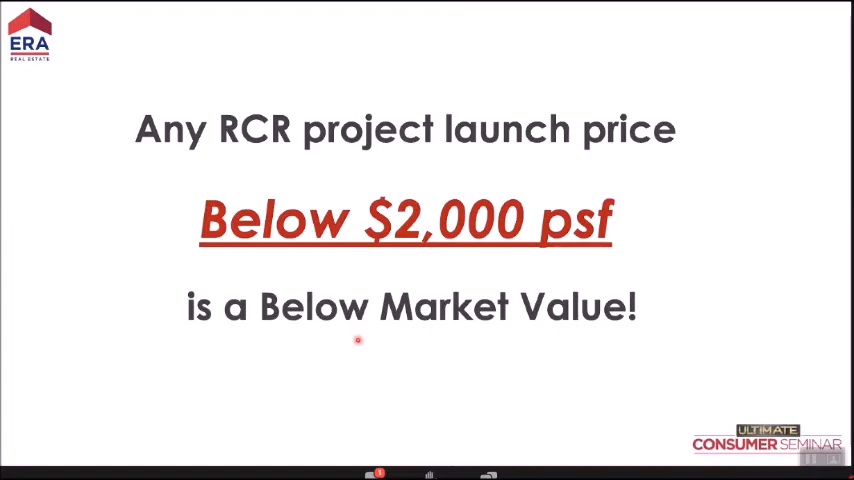 ERA
REAL ESTATE
Any RCR project launch price
Below $2,000 psf
is a Below Market Value!
ULTIMATE
CONSUMER SEMINAR
1